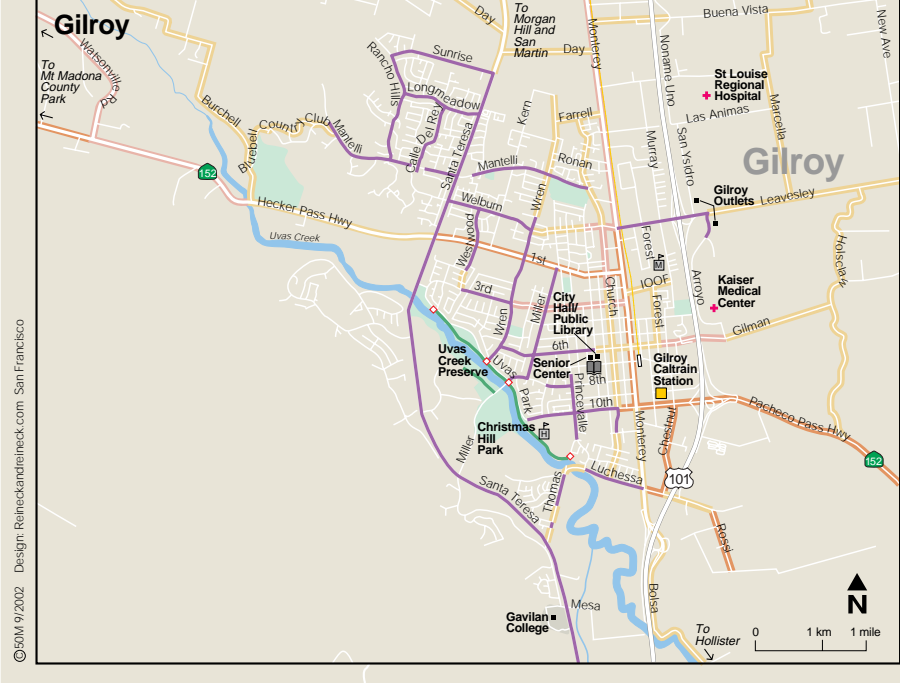 Gilroy
To
Mt Madona
County
Park
Watsonville
Rd
Burchell
Bluebell
Country Club
Mantelli
152
Hecker Pass Hwy
Uvas Creek
Day
To
Morgan
Hill and
San
Martin
Day
Monterey
Noname Uno
Buena Vista
New Ave
Sunrise
Rancho Hills
Longmeadow
Calle Del Rey
Santa Teresa
Kern
Farrell
Mantelli
Ronan
Wren
Murray
San Ysidro
St Louise
Regional
Hospital
Las Animas
Marcella
Gilroy
Gilroy
Outlets
Leavesley
Holsclaw
Welburn
Westwood
1st
3rd
Wren
Miller
Church
Forest
IOOF
Forest
Arroyo
Kaiser
Medical
Center
Gilman
City
Hall/
Public
Library
6th
Senior
Center
8th
10th
Princevalle
Gilroy
Caltrain
Station
Uvas
Creek
Preserve
Uvas
Park
Christmas
Hill
Park
H
Miller
Santa Teresa
Thomas
Luchessa
Monterey
Chestnut
101
Pacheco Pass Hwy
152
Rossi
Bolsa
Mesa
Gavilan
College
To
Hollister
N
0 1 km 1 mile
©50M 9/2002 Design: Reineckandreineck.com San Francisco